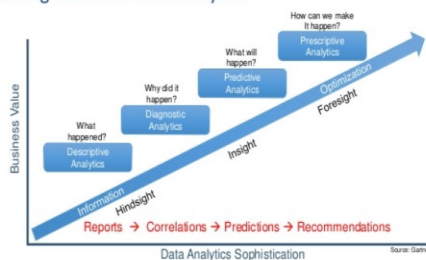 How can we make
It happen?
Prescriptive
Analytics
What will
happen?
Predictive
Analytics
Why did it
happen?
Diagnostic
Analytics
What
happened?
Descriptive
Analytics
Business Value
Information
Optimization
Hindsight
Insight
Foresight
Reports → Correlations → Predictions → Recommendations
Data Analytics Sophistication